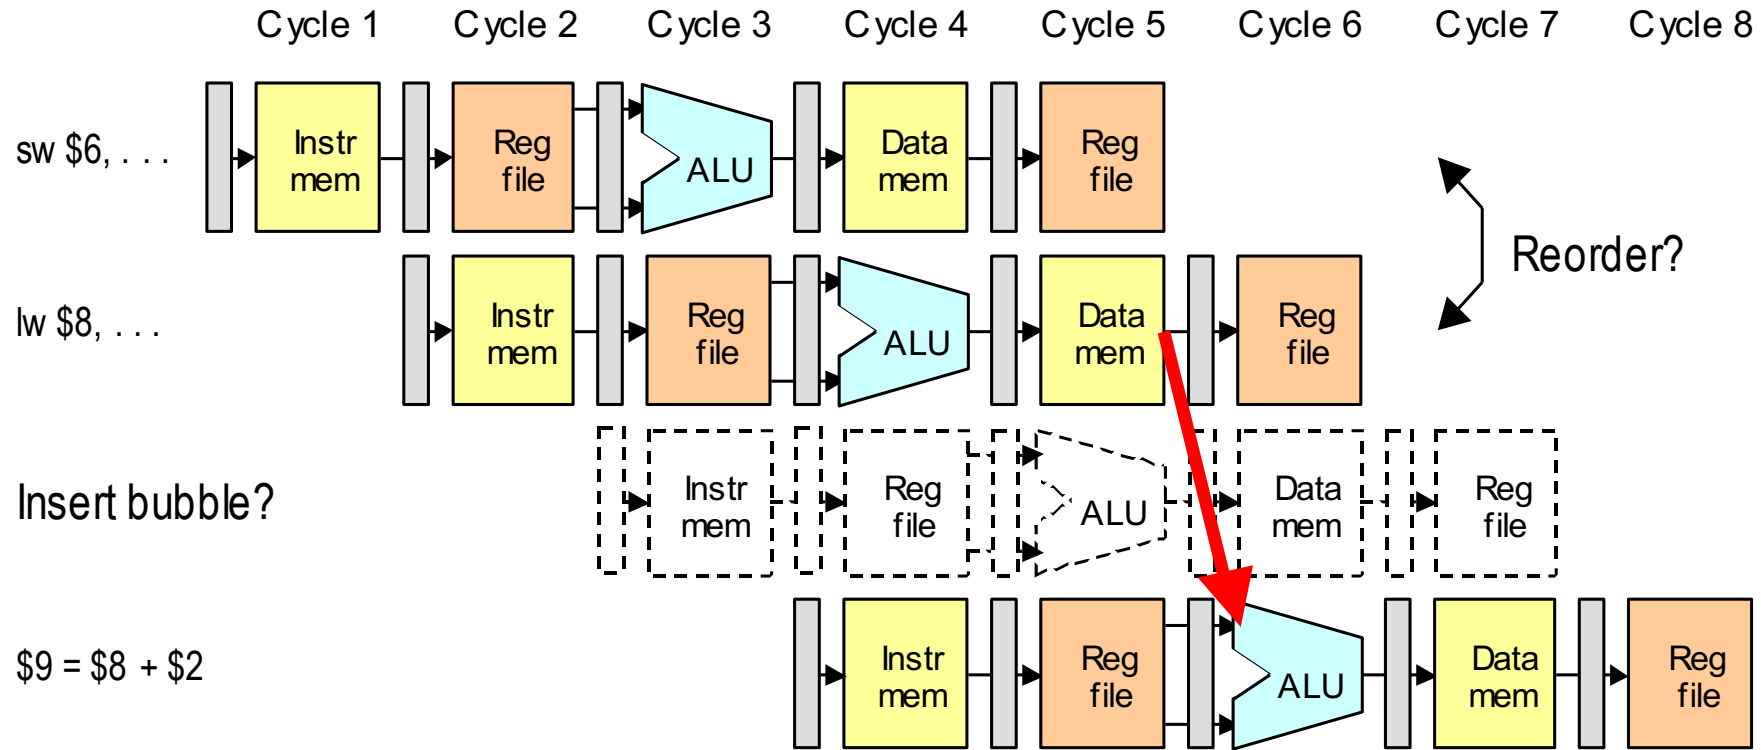 Cycle 1 Cycle 2 Cycle 3 Cycle 4 Cycle 5 Cycle 6 Cycle 7 Cycle 8
sw $6, . . .
Instr
mem
Reg
file
ALU
Data
mem
Reg
file
Reorder?
lw $8, . . .
Instr
mem
Reg
file
ALU
Data
mem
Reg
file
Insert bubble?
Instr
mem
Reg
file
ALU
Data
mem
Reg
file
$9 = $8 + $2
Instr
mem
Reg
file
ALU
Data
mem
Reg
file